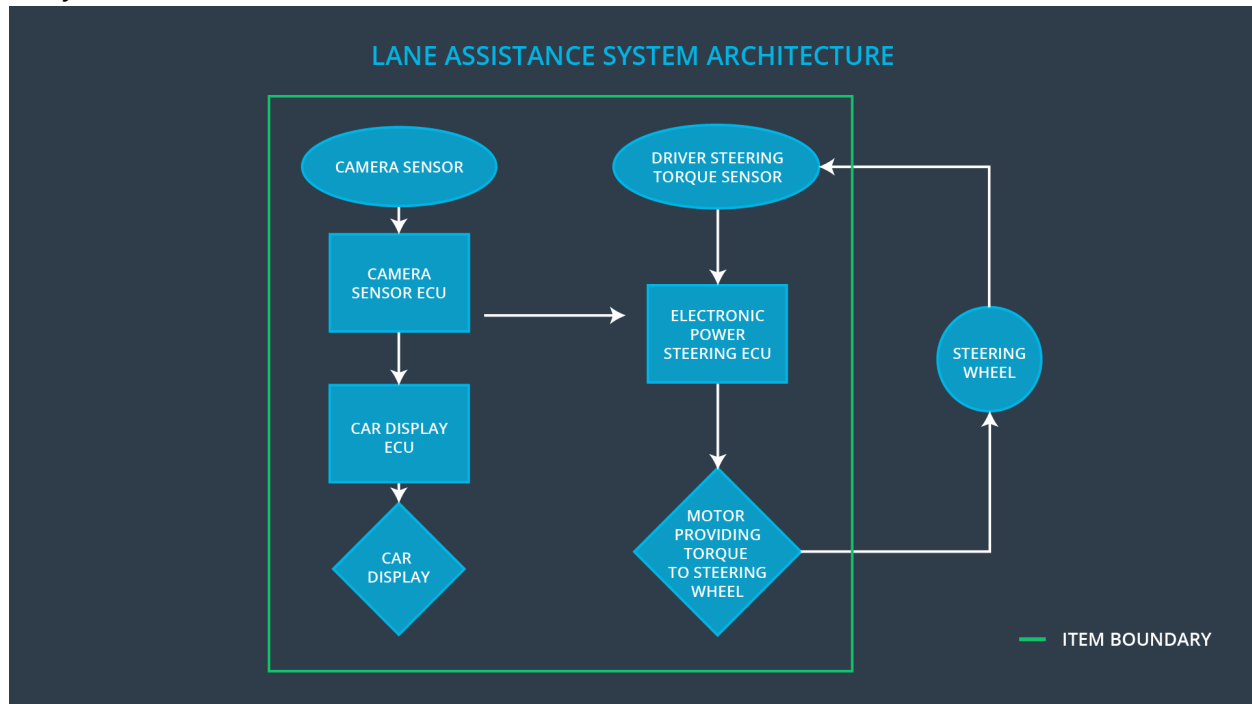 LANE ASSISTANCE SYSTEM ARCHITECTURE
CAMERA SENSOR
CAMERA
SENSOR ECU
CAR DISPLAY
ECU
CAR
DISPLAY
DRIVER STEERING
TORQUE SENSOR
ELECTRONIC
POWER
STEERING ECU
MOTOR
PROVIDING
TORQUE
TO STEERING
WHEEL
STEERING
WHEEL
ITEM BOUNDARY